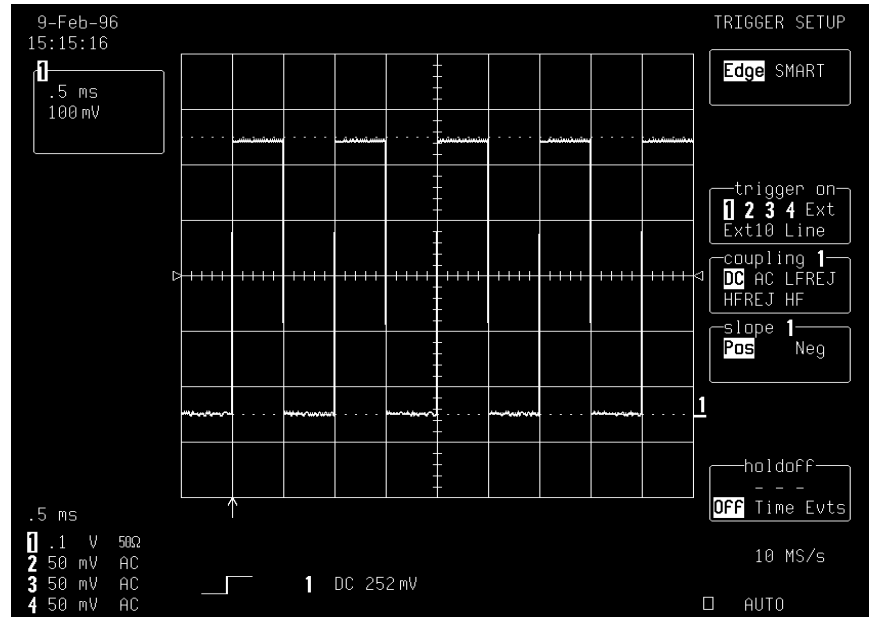 9-Feb-96
15:15:16
1
.5 ms
100 mV
TRIGGER SETUP
Edge SMART
trigger on
1 2 3 4 Ext
Ext10 Line
coupling 1
DC AC LFREJ
HFREJ HF
slope 1
Pos Neg
1
holdoff
- - -
Off Time Evts
.5 ms
1 .1 V 50Ω
2 50 mV AC
3 50 mV AC
4 50 mV AC
1 DC 252 mV
10 MS/s
AUTO